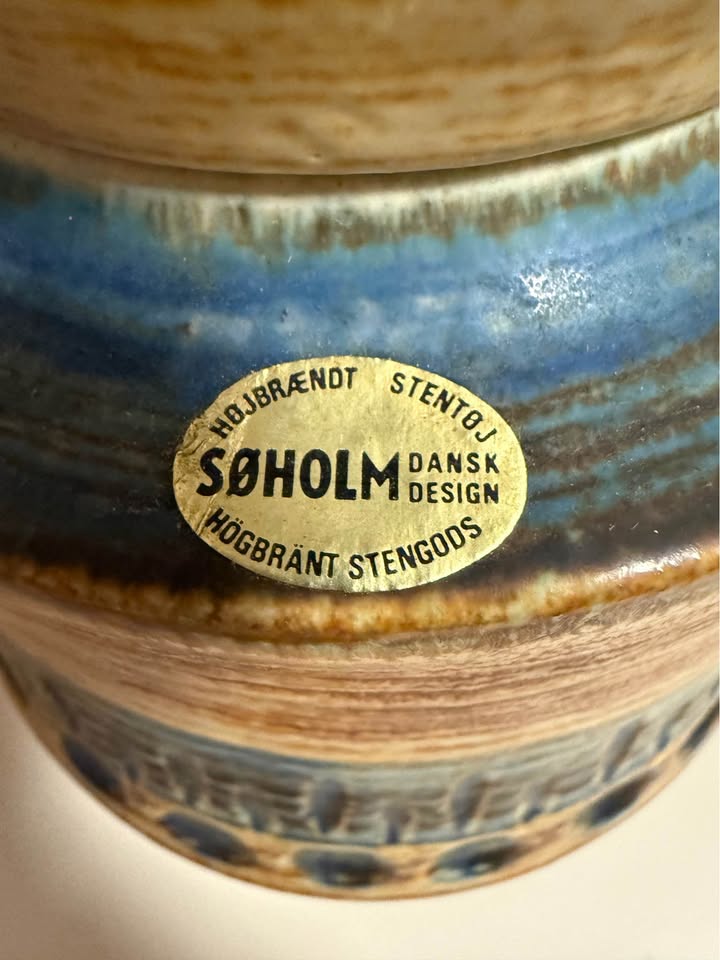 HØJBRÆNDT STENTØJ
SØHOLM DANSK
DESIGN
HÖGBRÄNT STENGODS